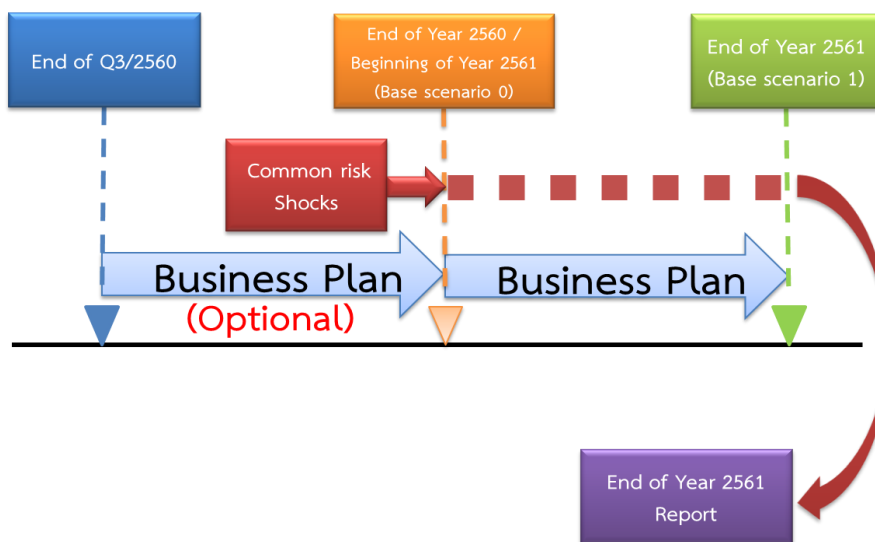 End of Q3/2560
End of Year 2560 /
Beginning of Year 2561
(Base scenario 0)
End of Year 2561
(Base scenario 1)
Common risk
Shocks
Business Plan
(Optional)
Business Plan
End of Year 2561
Report